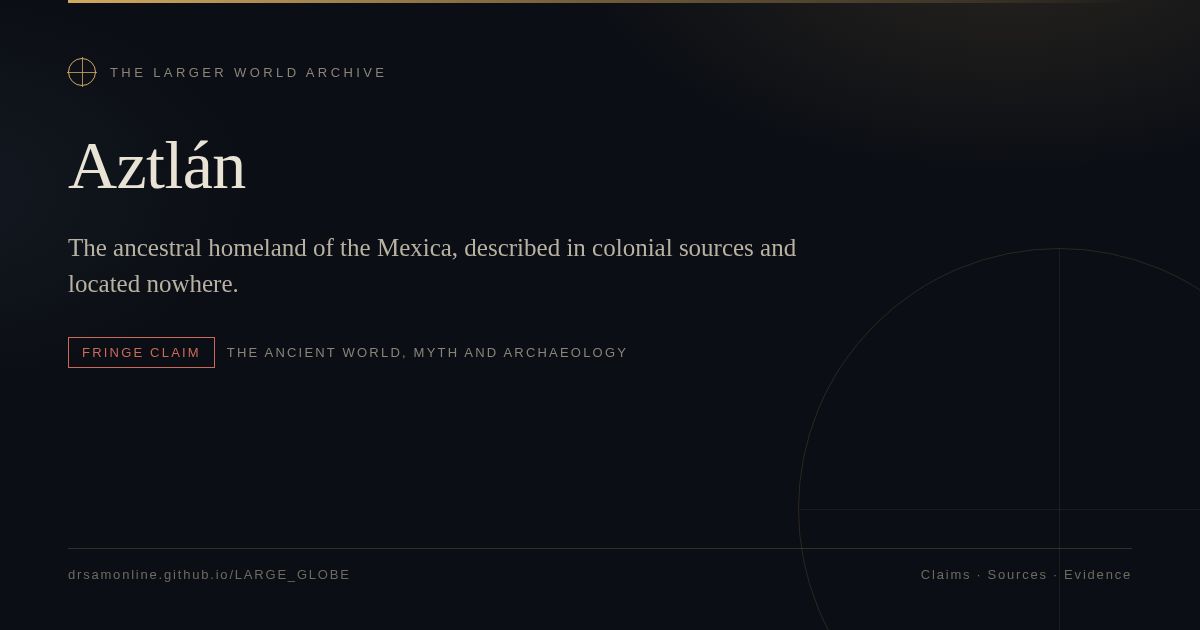 THE LARGER WORLD ARCHIVE
Aztlán
The ancestral homeland of the Mexica, described in colonial sources and
located nowhere.
FRINGE CLAIM THE ANCIENT WORLD, MYTH AND ARCHAEOLOGY
drsamonline.github.io/LARGE_GLOBE Claims · Sources · Evidence